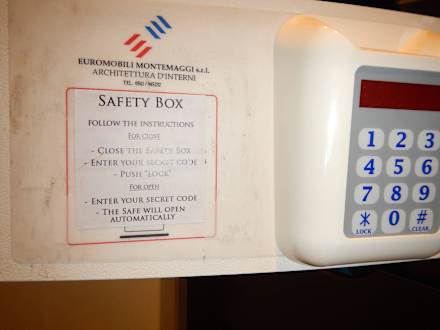 EUROMOBILI MONTEMAGGI s.r.l.
ARCHITETTURA D'INTERNI
SAFETY BOX
FOLLOW THE INSTRUCTIONS
FOR CLOSE
- CLOSE THE SAFETY BOX
- ENTER YOUR SECRET CODE
- PUSH "LOCK"
FOR OPEN
- ENTER YOUR SECRET CODE
- THE SAFE WILL OPEN
AUTOMATICALLY
1 2 3
4 5 6
7 8 9
* 0 #
LOCK CLEAR